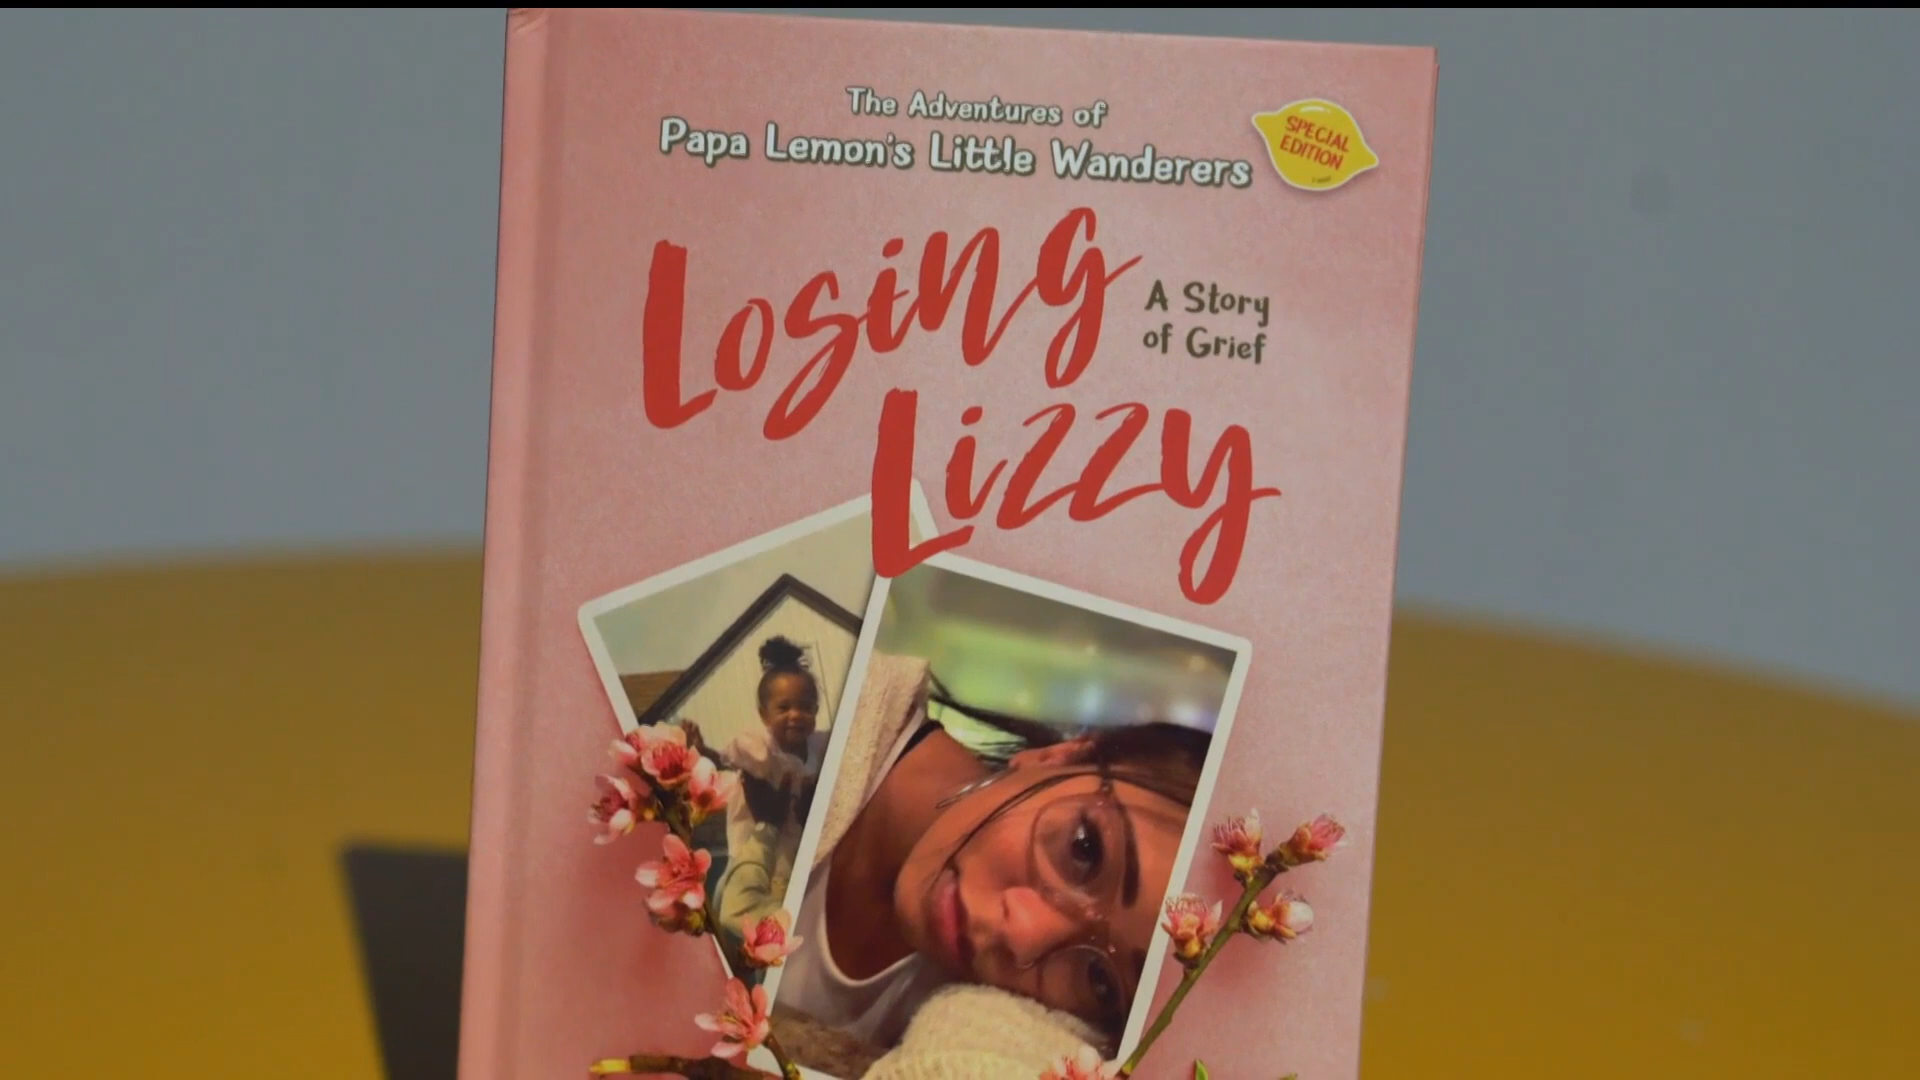 The Adventures of
Papa Lemon's Little Wanderers
SPECIAL
EDITION
Losing
A Story
of Grief
Lizzy